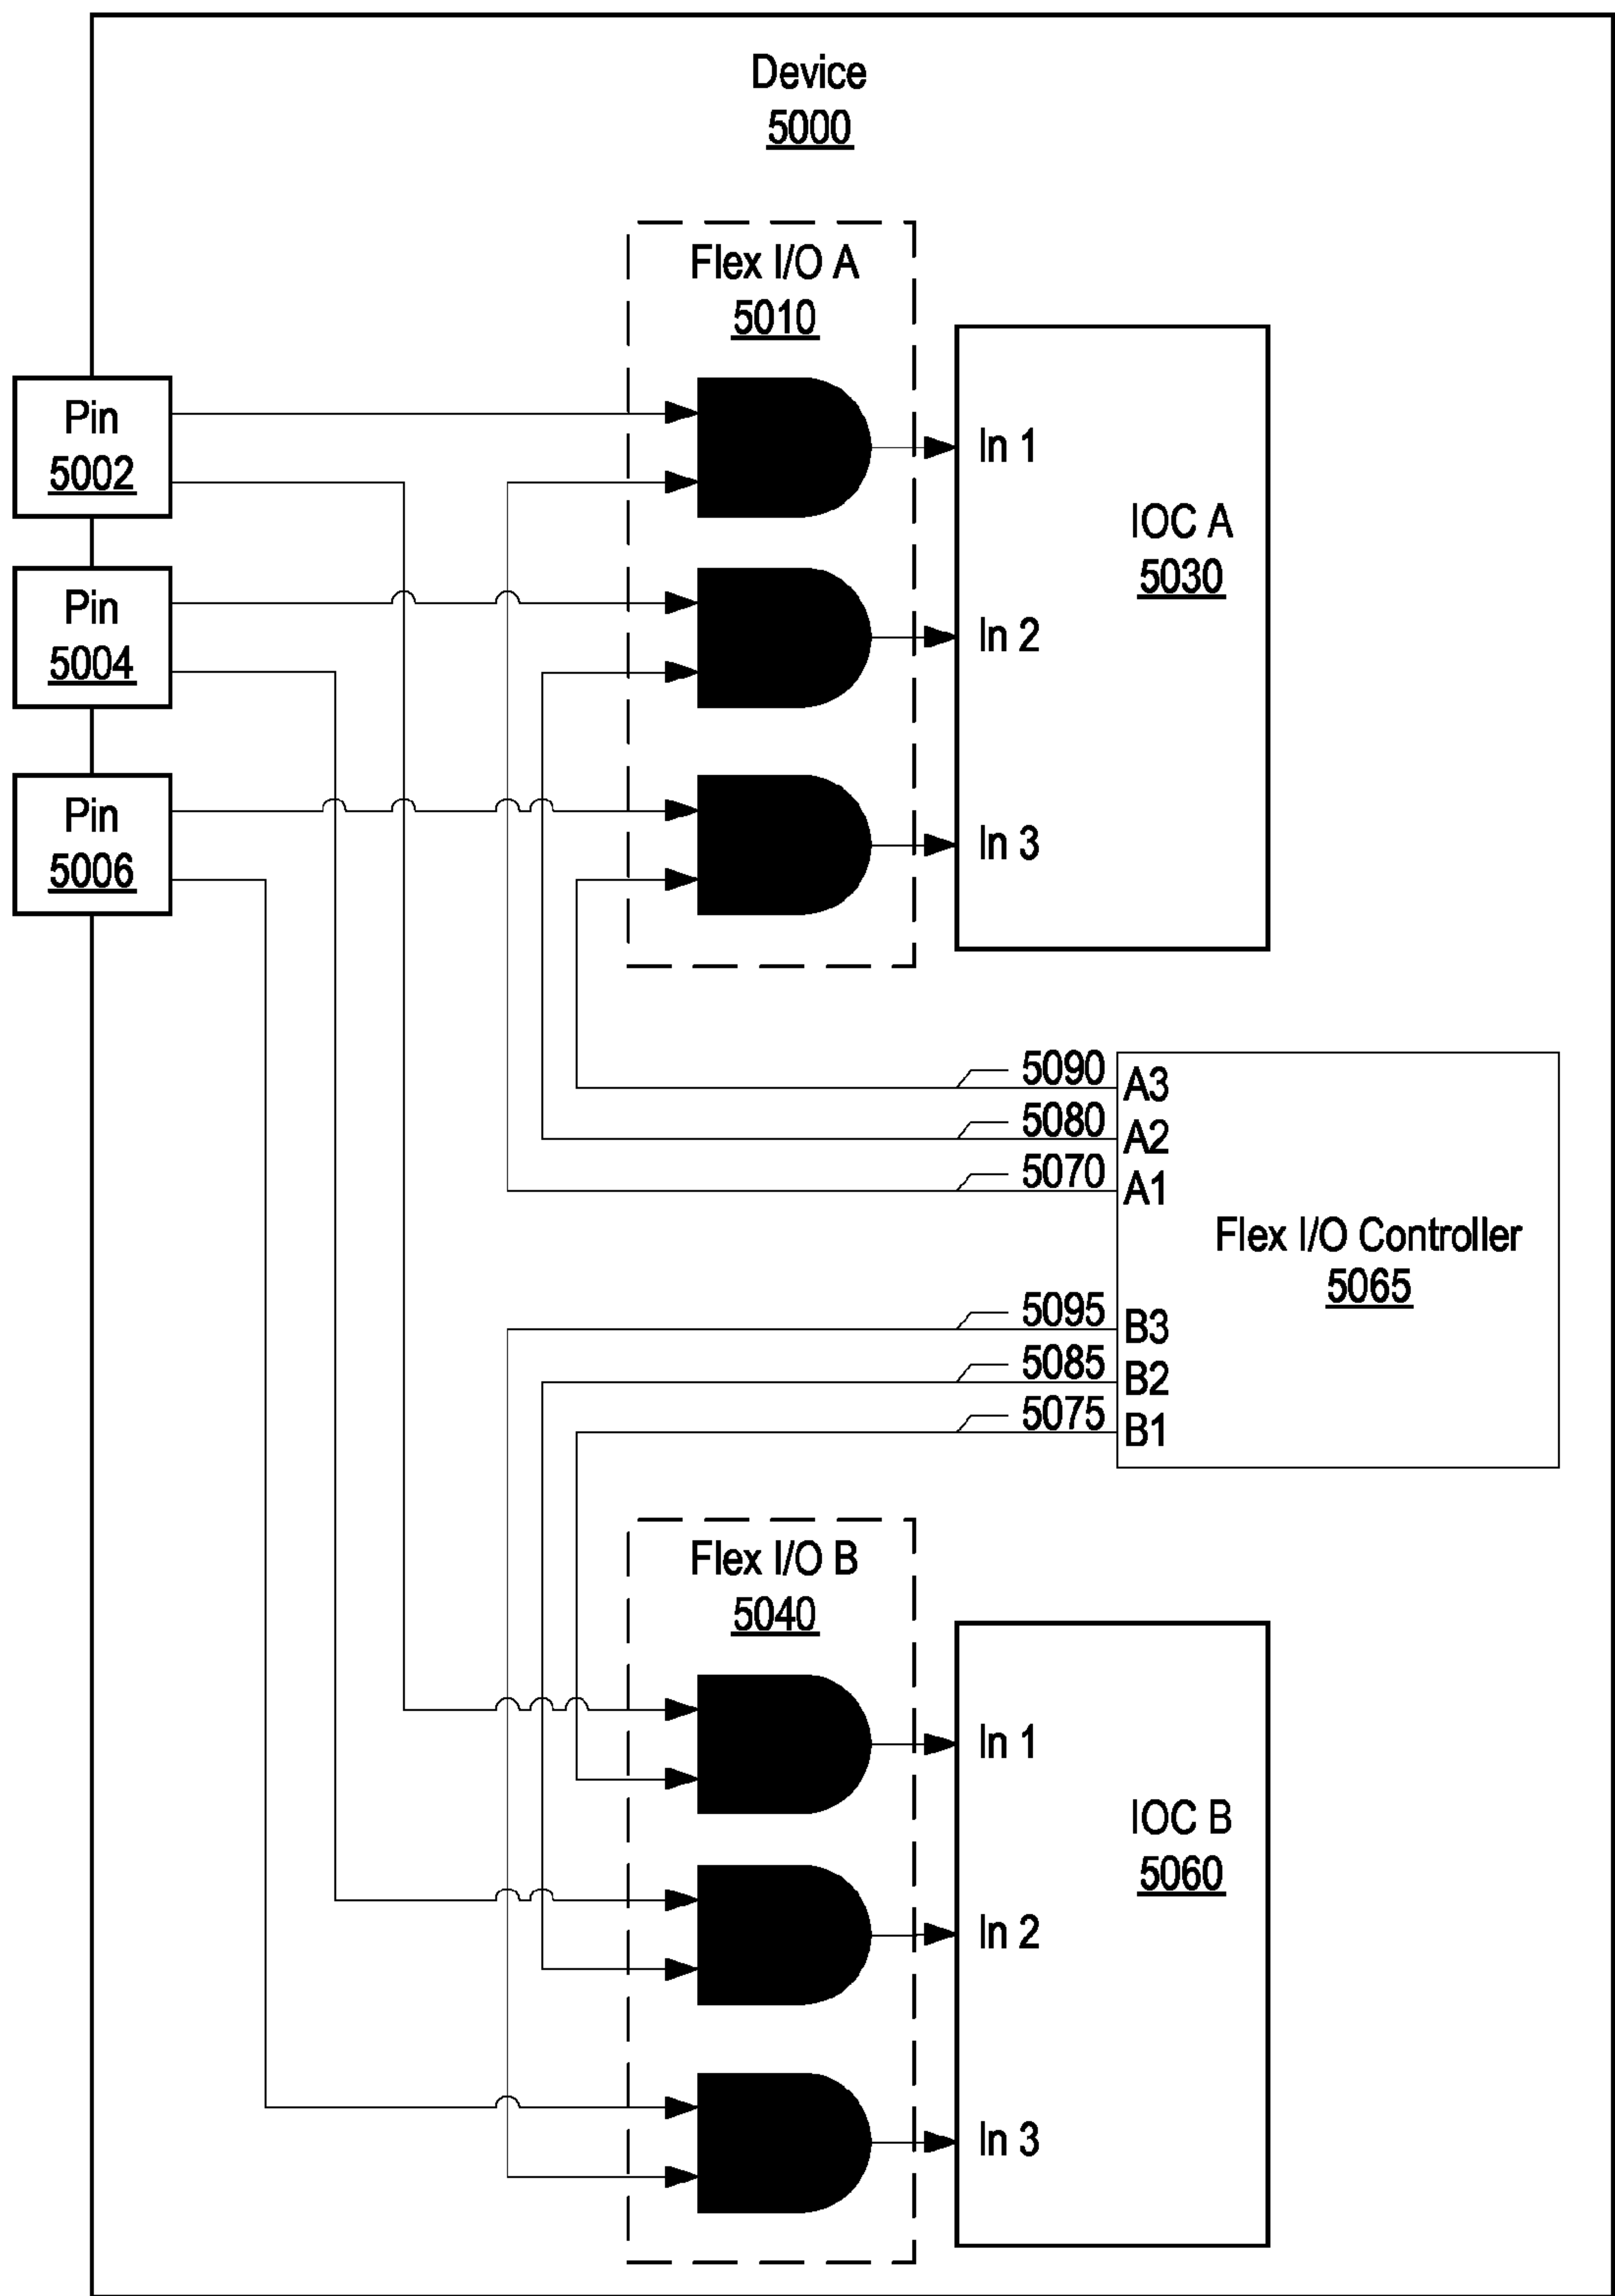 Device
5000
Flex I/O A
5010
Pin
5002
In 1
IOC A
5030
Pin
5004
In 2
Pin
5006
In 3
5090
A3
5080
A2
5070
A1
Flex I/O Controller
5065
5095
B3
5085
B2
5075
B1
Flex I/O B
5040
In 1
IOC B
5060
In 2
In 3